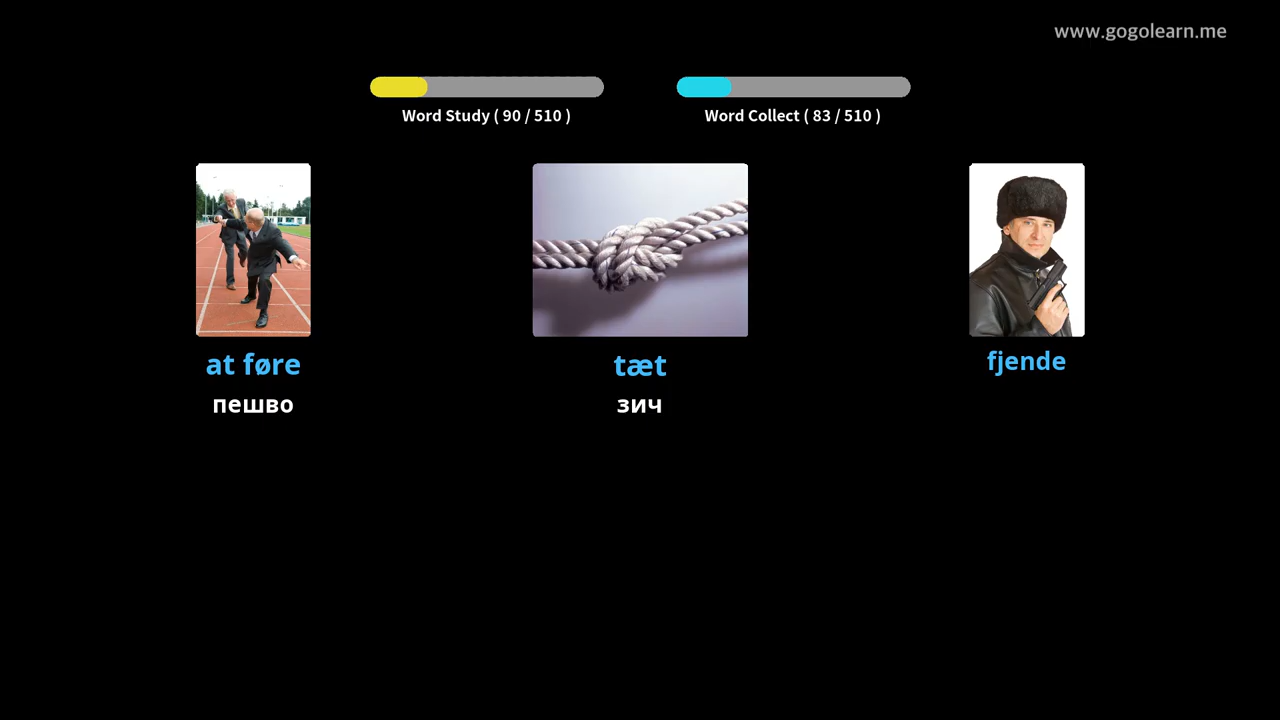 www.gogolearn.me
Word Study ( 90 / 510 )
Word Collect ( 83 / 510 )
at føre
tæt
fjende
пешво
зич